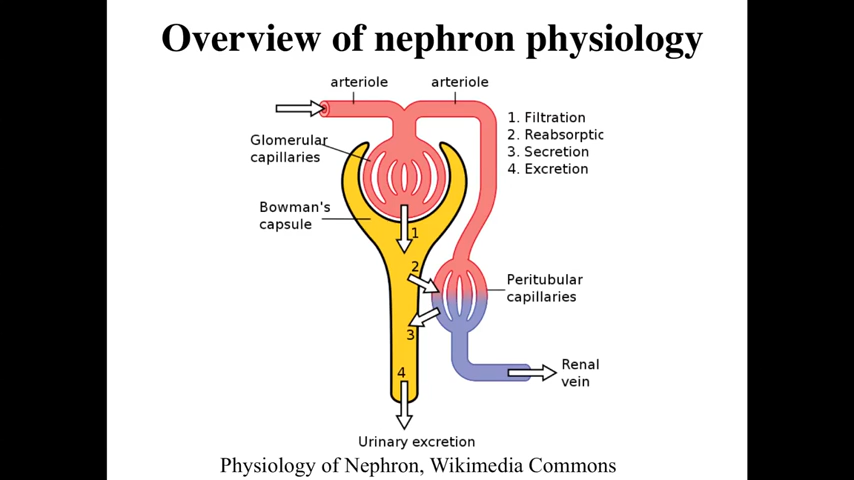 Overview of nephron physiology
arteriole
arteriole
1. Filtration
2. Reabsorptic
3. Secretion
4. Excretion
Glomerular
capillaries
Bowman's
capsule
1
2
Peritubular
capillaries
3
4
Renal
vein
Urinary excretion
Physiology of Nephron, Wikimedia Commons